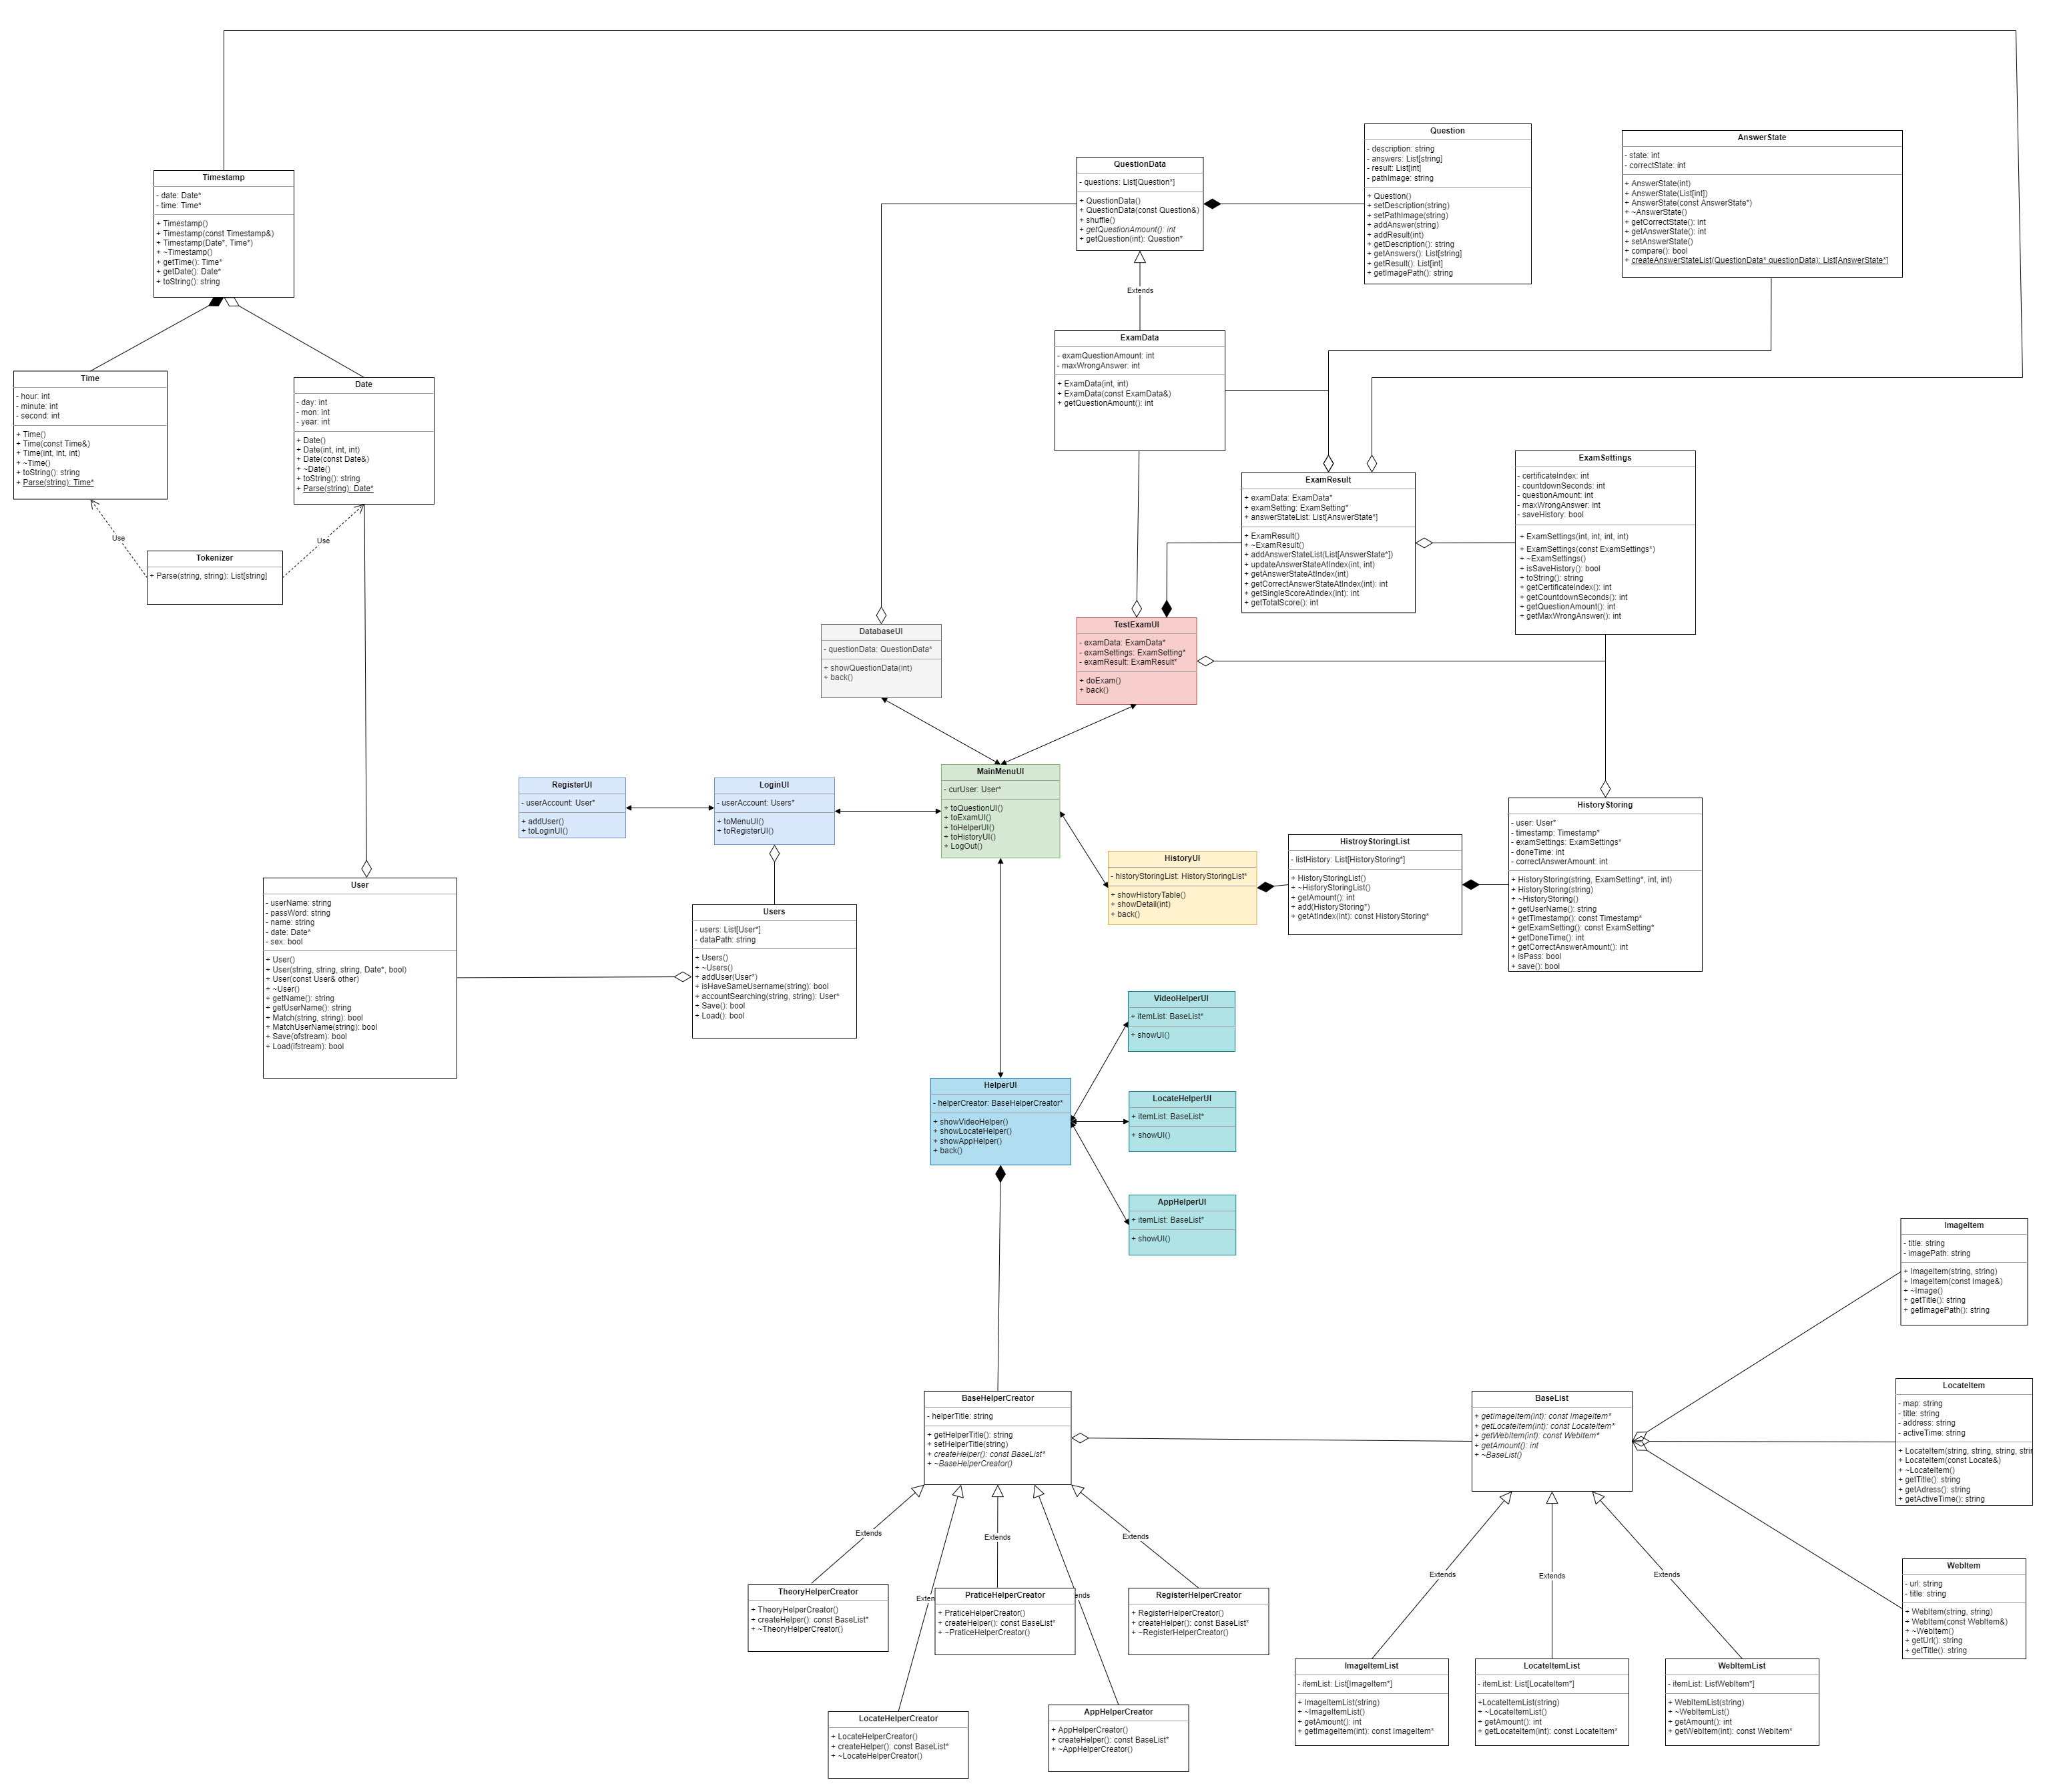 Timestamp
- date: Date*
- time: Time*
+ Timestamp()
+ Timestamp(const Timestamp&)
+ Timestamp(Date*, Time*)
+ ~Timestamp()
+ getTime(): Time*
+ getDate(): Date*
+ toString(): string
Time
- hour: int
- minute: int
- second: int
+ Time()
+ Time(const Time&)
+ Time(int, int, int)
+ ~Time()
+ toString(): string
+ Parse(string): Time*
Date
- day: int
- mon: int
- year: int
+ Date()
+ Date(int, int, int)
+ Date(const Date&)
+ ~Date()
+ toString(): string
+ Parse(string): Date*
Use
Use
Tokenizer
+ Parse(string, string): List[string]
QuestionData
- questions: List[Question*]
+ QuestionData()
+ QuestionData(const Question&)
+ shuffle()
+ getQuestionAmount(): int
+ getQuestion(int): Question*
Question
- description: string
- answers: List[string]
- result: List[int]
- pathImage: string
+ Question()
+ setDescription(string)
+ setPathImage(string)
+ addAnswer(string)
+ addResult(int)
+ getDescription(): string
+ getAnswers(): List[string]
+ getResult(): List[int]
+ getImagePath(): string
AnswerState
- state: int
- correctState: int
+ AnswerState(int)
+ AnswerState(List[int])
+ AnswerState(const AnswerState*)
+ ~AnswerState()
+ getCorrectState(): int
+ getAnswerState(): int
+ setAnswerState()
+ compare(): bool
+ createAnswerStateList(QuestionData* questionData): List[AnswerState*]
Extends
ExamData
- examQuestionAmount: int
- maxWrongAnswer: int
+ ExamData(int, int)
+ ExamData(const ExamData&)
+ getQuestionAmount(): int
ExamResult
+ examData: ExamData*
+ examSetting: ExamSetting*
+ answerStateList: List[AnswerState*]
+ ExamResult()
+ ~ExamResult()
+ addAnswerStateList(List[AnswerState*])
+ updateAnswerStateAtIndex(int, int)
+ getAnswerStateAtIndex(int)
+ getCorrectAnswerStateAtIndex(int): int
+ getSingleScoreAtIndex(int): int
+ getTotalScore(): int
ExamSettings
- certificateIndex: int
- countdownSeconds: int
- questionAmount: int
- maxWrongAnswer: int
- saveHistory: bool
+ ExamSettings(int, int, int, int)
+ ExamSettings(const ExamSettings*)
+ ~ExamSettings()
+ isSaveHistory(): bool
+ toString(): string
+ getCertificateIndex(): int
+ getCountdownSeconds(): int
+ getQuestionAmount(): int
+ getMaxWrongAnswer(): int
DatabaseUI
- questionData: QuestionData*
+ showQuestionData(int)
+ back()
TestExamUI
- examData: ExamData*
- examSettings: ExamSetting*
- examResult: ExamResult*
+ doExam()
+ back()
RegisterUI
- userAccount: User*
+ addUser()
+ toLoginUI()
LoginUI
- userAccount: Users*
+ toMenuUI()
+ toRegisterUI()
MainMenuUI
- curUser: User*
+ toQuestionUI()
+ toExamUI()
+ toHelperUI()
+ toHistoryUI()
+ LogOut()
HistoryUI
- historyStoringList: HistoryStoringList*
+ showHistoryTable()
+ showDetail(int)
+ back()
HistroyStoringList
- listHistory: List[HistoryStoring*]
+ HistoryStoringList()
+ ~HistoryStoringList()
+ getAmount(): int
+ add(HistoryStoring*)
+ getAtIndex(int): const HistoryStoring*
HistoryStoring
- user: User*
- timestamp: Timestamp*
- examSettings: ExamSettings*
- doneTime: int
- correctAnswerAmount: int
+ HistoryStoring(string, ExamSetting*, int, int)
+ HistoryStoring(string)
+ ~HistoryStoring()
+ getUserName(): string
+ getTimestamp(): const Timestamp*
+ getExamSetting(): const ExamSetting*
+ getDoneTime(): int
+ getCorrectAnswerAmount(): int
+ isPass: bool
+ save(): bool
User
- userName: string
- passWord: string
- name: string
- date: Date*
- sex: bool
+ User()
+ User(string, string, string, Date*, bool)
+ User(const User& other)
+ ~User()
+ getName(): string
+ getUserName(): string
+ Match(string, string): bool
+ MatchUserName(string): bool
+ Save(ofstream): bool
+ Load(ifstream): bool
Users
- users: List[User*]
- dataPath: string
+ Users()
+ ~Users()
+ addUser(User*)
+ isHaveSameUsername(string): bool
+ accountSearching(string, string): User*
+ Save(): bool
+ Load(): bool
VideoHelperUI
+ itemList: BaseList*
+ showUI()
HelperUI
- helperCreator: BaseHelperCreator*
+ showVideoHelper()
+ showLocateHelper()
+ showAppHelper()
+ back()
LocateHelperUI
+ itemList: BaseList*
+ showUI()
AppHelperUI
+ itemList: BaseList*
+ showUI()
ImageItem
- title: string
- imagePath: string
+ ImageItem(string, string)
+ ImageItem(const Image&)
+ ~Image()
+ getTitle(): string
+ getImagePath(): string
BaseHelperCreator
- helperTitle: string
+ getHelperTitle(): string
+ setHelperTitle(string)
+ createHelper(): const BaseList*
+ ~BaseHelperCreator()
BaseList
+ getImageItem(int): const ImageItem*
+ getLocateItem(int): const LocateItem*
+ getWebItem(int): const WebItem*
+ getAmount(): int
+ ~BaseList()
LocateItem
- map: string
- title: string
- address: string
- activeTime: string
+ LocateItem(string, string, string, strin
+ LocateItem(const Locate&)
+ ~LocateItem()
+ getTitle(): string
+ getAdress(): string
+ getActiveTime(): string
Extends
Extends
Extends
Exten
ends
Extends
Extends
Extends
WebItem
- url: string
- title: string
+ WebItem(string, string)
+ WebItem(const WebItem&)
+ ~WebItem()
+ getUrl(): string
+ getTitle(): string
TheoryHelperCreator
+ TheoryHelperCreator()
+ createHelper(): const BaseList*
+ ~TheoryHelperCreator()
PraticeHelperCreator
+ PraticeHelperCreator()
+ createHelper(): const BaseList*
+ ~PraticeHelperCreator()
RegisterHelperCreator
+ RegisterHelperCreator()
+ createHelper(): const BaseList*
+ ~RegisterHelperCreator()
LocateHelperCreator
+ LocateHelperCreator()
+ createHelper(): const BaseList*
+ ~LocateHelperCreator()
AppHelperCreator
+ AppHelperCreator()
+ createHelper(): const BaseList*
+ ~AppHelperCreator()
ImageItemList
- itemList: List[ImageItem*]
+ ImageItemList(string)
+ ~ImageItemList()
+ getAmount(): int
+ getImageItem(int): const ImageItem*
LocateItemList
- itemList: List[LocateItem*]
+LocateItemList(string)
+ ~LocateItemList()
+ getAmount(): int
+ getLocateItem(int): const LocateItem*
WebItemList
- itemList: ListWebItem*]
+ WebItemList(string)
+ ~WebItemList()
+ getAmount(): int
+ getWebItem(int): const WebItem*